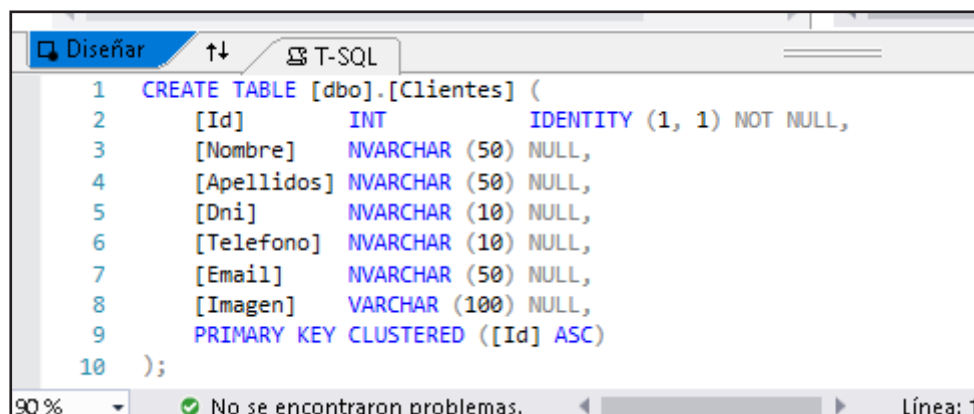 Diseñar T-SQL
1 CREATE TABLE [dbo].[Clientes] (
2 [Id] INT IDENTITY (1, 1) NOT NULL,
3 [Nombre] NVARCHAR (50) NULL,
4 [Apellidos] NVARCHAR (50) NULL,
5 [Dni] NVARCHAR (10) NULL,
6 [Telefono] NVARCHAR (10) NULL,
7 [Email] NVARCHAR (50) NULL,
8 [Imagen] VARCHAR (100) NULL,
9 PRIMARY KEY CLUSTERED ([Id] ASC)
10 );
90 % No se encontraron problemas. Línea: